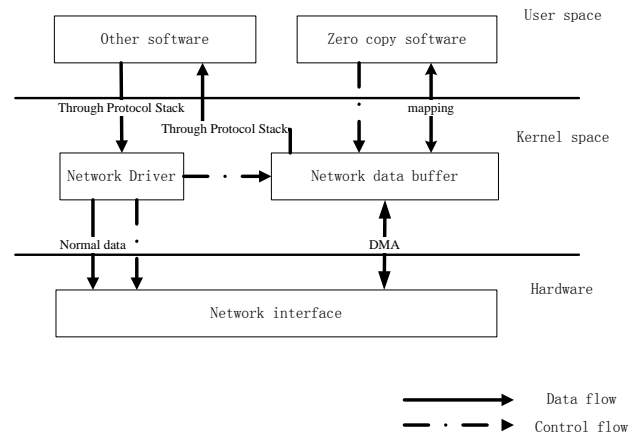 User space
Other software
Zero copy software
Through Protocol Stack
mapping
Through Protocol Stack
Kernel space
Network Driver
Network data buffer
Normal data
DMA
Hardware
Network interface
Data flow
Control flow